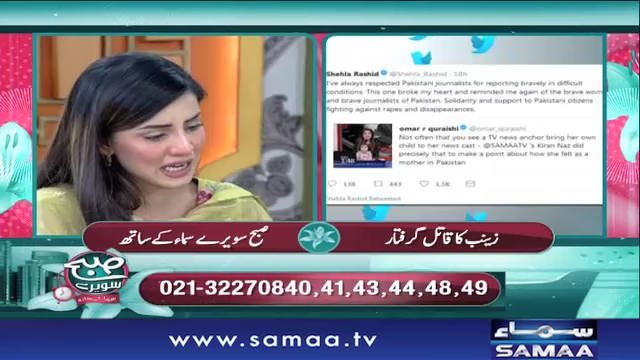 Shehla Rashid @Shehla_Rashid · 18h
I've always respected Pakistani journalists for reporting bravely in difficult
conditions. This one broke my heart and reminded me again of the brave wom
and brave journalists of Pakistan. Solidarity and support to Pakistani citizens
fighting against rapes and disappearances.
omar r quraishi @omar_quraishi
Not often that you see a TV news anchor bring her own
child to her news cast - @SAMAATV 's Kiran Naz did
precisely that to make a point about how she felt as a
mother in Pakistan
1:48
138 443 1.5K
Shehla Rashid Retweeted
زینب کا قاتل گرفتار
صبح سویرے سماء کے ساتھ
صبح
سویرے
021-32270840,41,43,44,48,49
www.samaa.tv
سماء
SAMAA